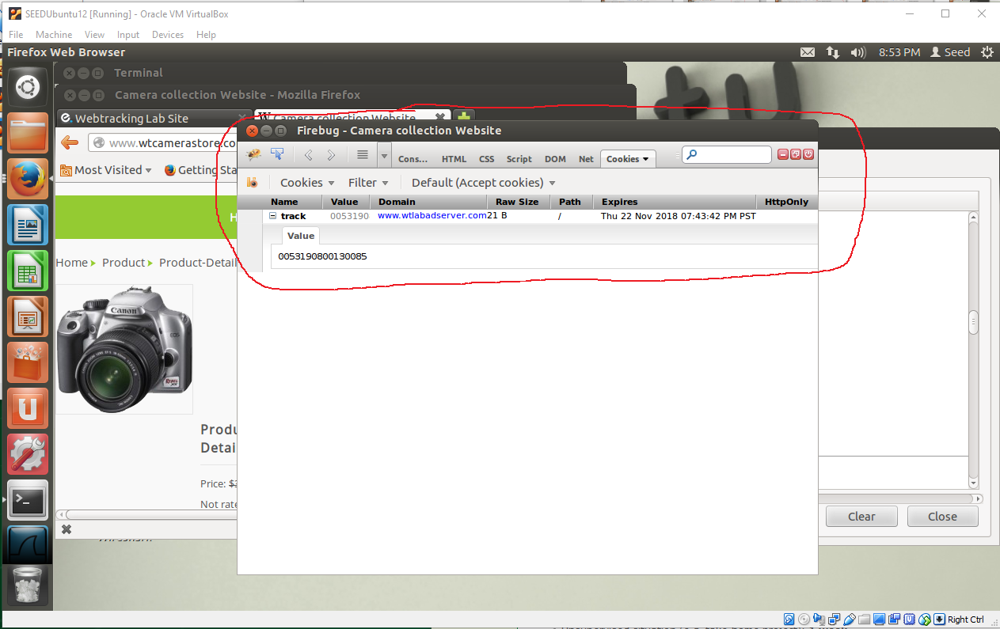 SEEDUbuntu12 [Running] - Oracle VM VirtualBox
File Machine View Input Devices Help
Firefox Web Browser 8:53 PM Seed
Terminal
Camera collection Website - Mozilla Firefox
Webtracking Lab Site Camera collection Website
Firebug - Camera collection Website
www.wtcamerastore.co
Cons... HTML CSS Script DOM Net Cookies
Most Visited Getting Sta
Cookies Filter Default (Accept cookies)
Name Value Domain Raw Size Path Expires HttpOnly
track 0053190 www.wtlabadserver.com 21 B / Thu 22 Nov 2018 07:43:42 PM PST
H
Value
0053190800130085
Home Product Product-Detail
Canon
EOS
Produ
Detai
Price: $3
Not rate
Clear Close
Right Ctrl